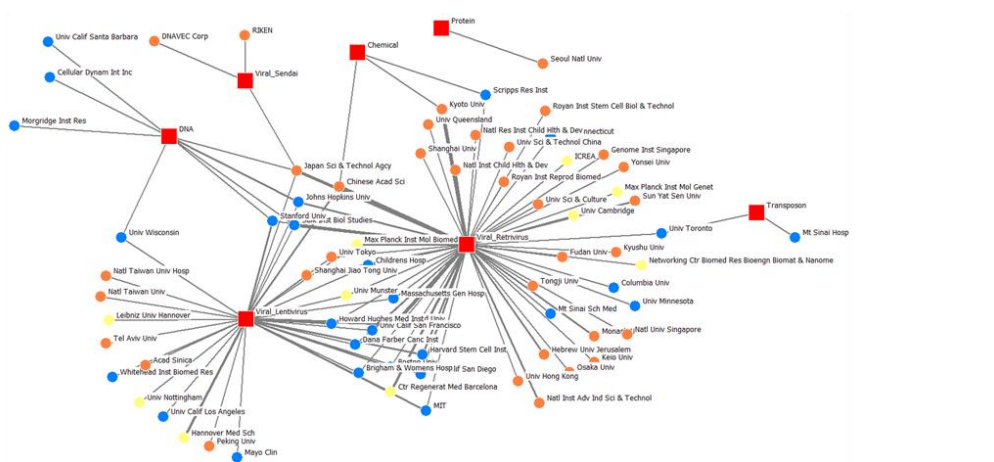 Protein
Univ Calif Santa Barbara
DNAVEC Corp
RIKEN
Chemical
Seoul Natl Univ
Cellular Dynam Int Inc
Viral_Sendai
Scripps Res Inst
Kyoto Univ
Royan Inst Stem Cell Biol & Technol
Morgridge Inst Res
DNA
Univ Queensland
Natl Res Inst Child Hlth & Dev
nnecticut
Univ Sci & Technol China
Shanghai Univ
ICREA
Genome Inst Singapore
Japan Sci & Technol Agcy
Natl Inst Child Hlth & Dev
Yonsei Univ
Chinese Acad Sci
Royan Inst Reprod Biomed
Max Planck Inst Mol Genet
Johns Hopkins Univ
Univ Sci & Culture
Sun Yat Sen Univ
Stanford Univ
st Biol Studies
Univ Cambridge
Transposon
Univ Wisconsin
Max Planck Inst Mol Biomed
Viral_Retrivirus
Univ Toronto
Mt Sinai Hosp
Univ Tokyo
Childrens Hosp
Fudan Univ
Kyushu Univ
Networking Ctr Biomed Res Bioengn Biomat & Nanome
Natl Taiwan Univ Hosp
Shanghai Jiao Tong Univ
Tongji Univ
Columbia Univ
Natl Taiwan Univ
Univ Munster
Massachusetts Gen Hosp
Univ Minnesota
Leibniz Univ Hannover
Viral_Lentivirus
Howard Hughes Med Inst
Mt Sinai Sch Med
Univ Calif San Francisco
Monas
Natl Univ Singapore
Tel Aviv Univ
Dana Farber Canc Inst
Harvard Stem Cell Inst
Hebrew Univ Jerusalem
Keio Univ
Acad Sinica
Whitehead Inst Biomed Res
Brigham & Womens Hosp
lif San Diego
Osaka Univ
Univ Hong Kong
Ctr Regenerat Med Barcelona
Univ Nottingham
Natl Inst Adv Ind Sci & Technol
Univ Calif Los Angeles
MIT
Hannover Med Sch
Peking Univ
Mayo Clin